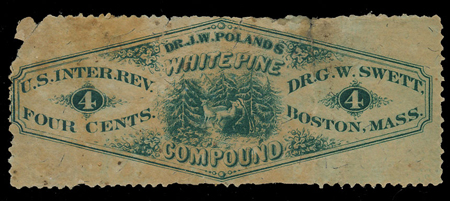 DR. J. W. POLAND'S
WHITE PINE
COMPOUND
U.S. INTER. REV.
4
FOUR CENTS.
DR. G. W. SWETT.
4
BOSTON, MASS.